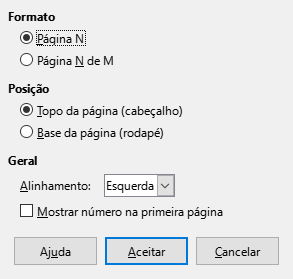 Formato
Página N
Página N de M
Posição
Topo da página (cabeçalho)
Base da página (rodapé)
Geral
Alinhamento: Esquerda
Mostrar número na primeira página
Ajuda Aceitar Cancelar